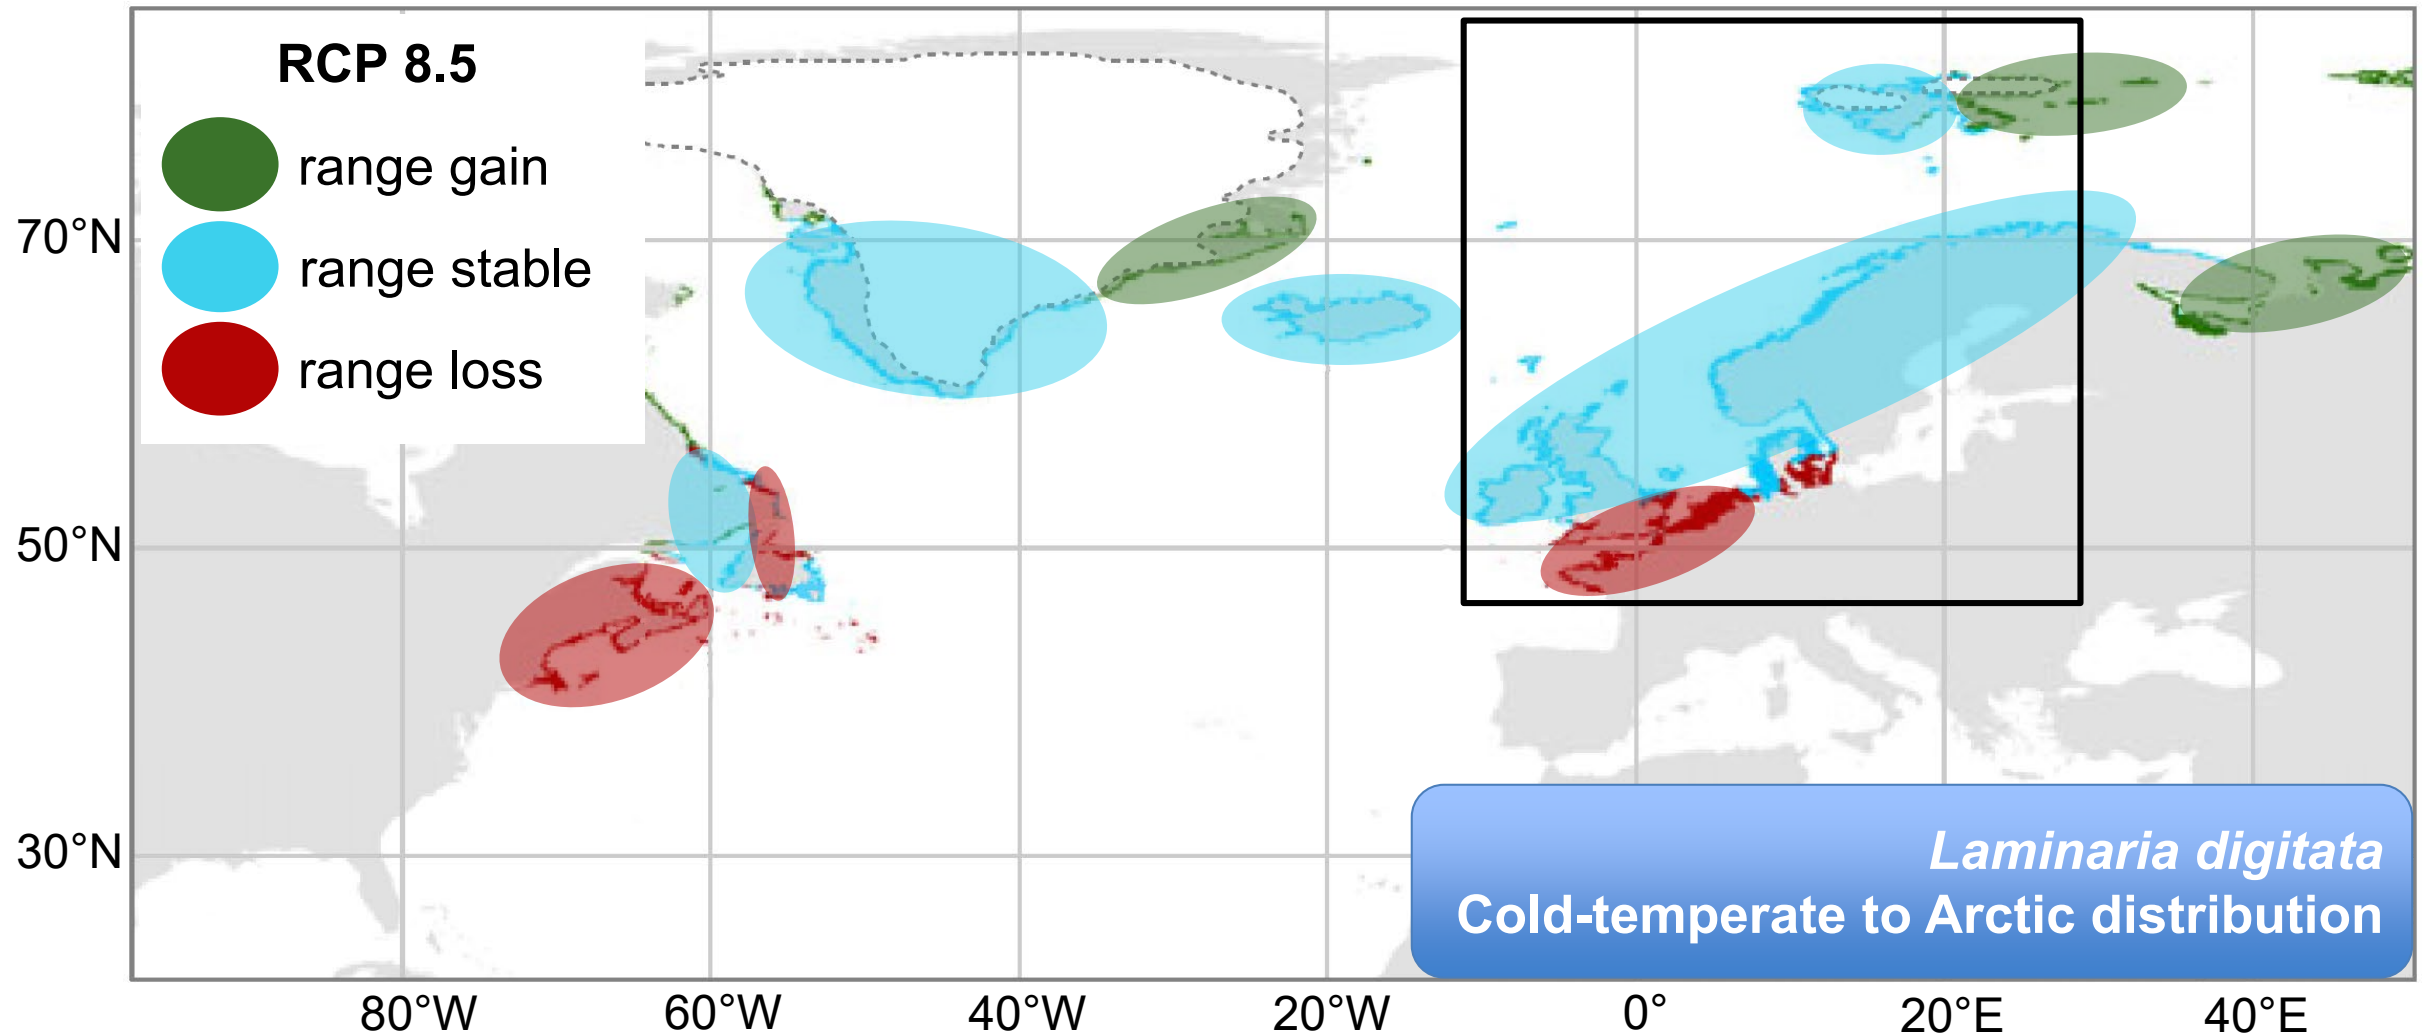 RCP 8.5
range gain
range stable
range loss
70°N
50°N
30°N
80°W
60°W
40°W
20°W
0°
20°E
40°E
Laminaria digitata
Cold-temperate to Arctic distribution